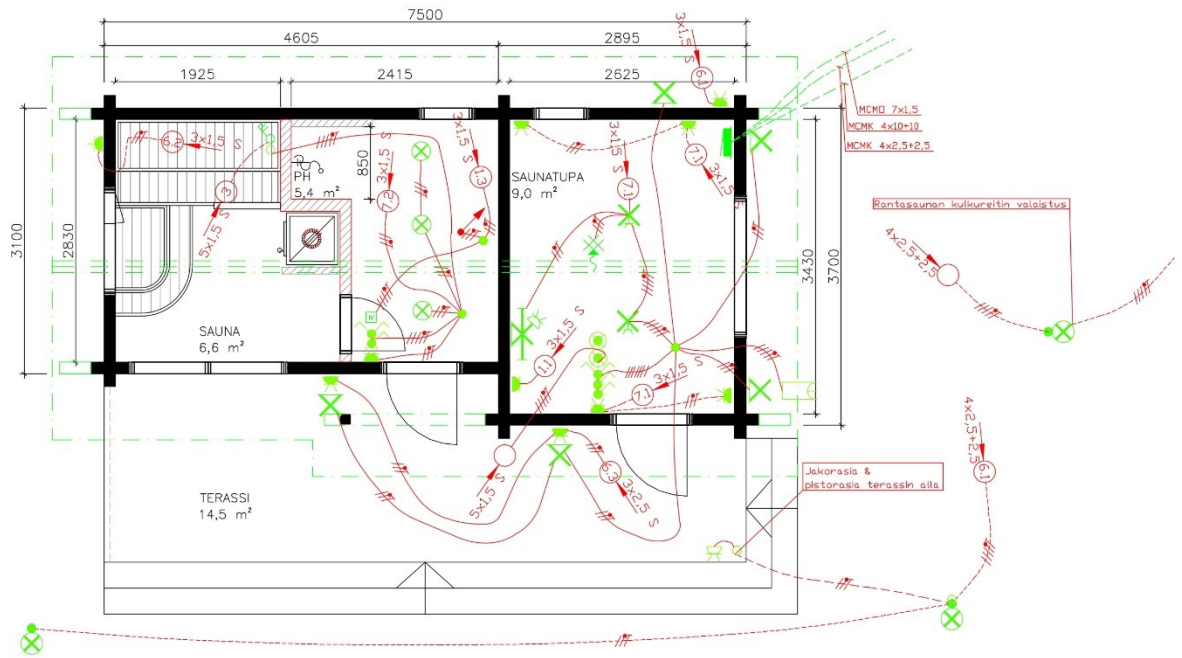 7500
4605
2895
1925
2415
2625
3x1,5 S
6.1
MCMO 7x1,5
MCMK 4x10+10
MCMK 4x2,5+2,5
3100
2830
6.2
3x1,5 S
850
3x1,5 S
7.2
3x1,5 S
1.3
PH
5,4 m²
5x1,5 S
3
SAUNATUPA
9,0 m²
3x1,5 S
7.1
7.1
3x1,5 S
3430
3700
Rantasaunan kulkureitin valaistus
4x2,5+2,5
SAUNA
6,6 m²
3x1,5 S
1.1
3x1,5 S
7.1
5x1,5 S
6.3
3x2,5 S
4x2,5+2,5
6.1
Jakorasia &
pistorasia terassin alla
TERASSI
14,5 m²